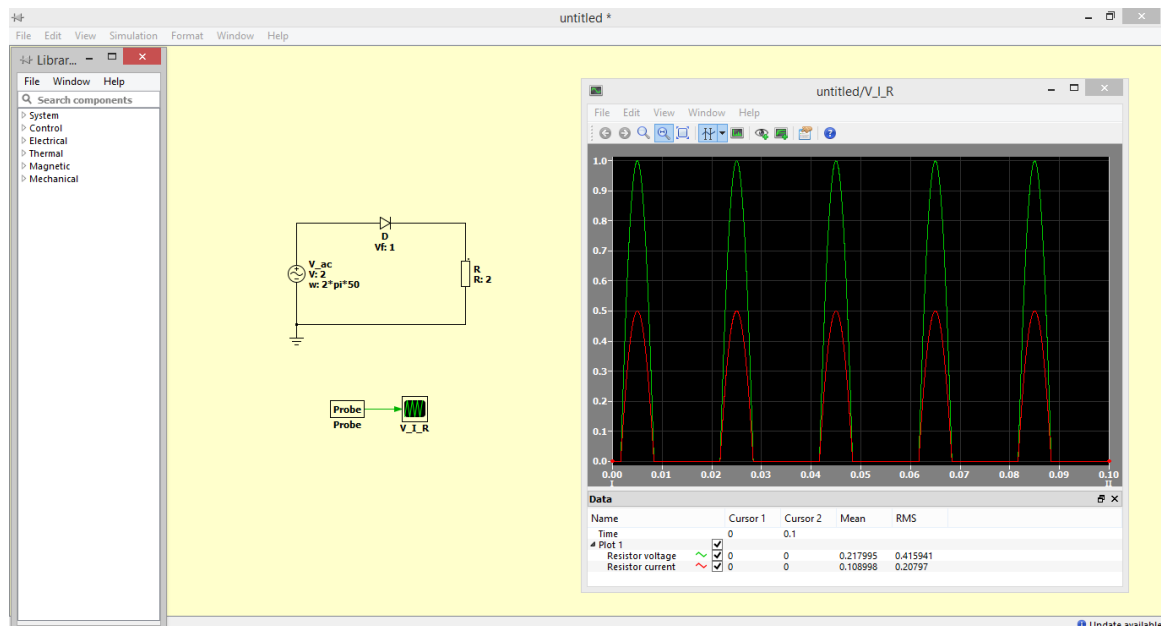 untitled *
File Edit View Simulation Format Window Help
Librar...
File Window Help
Search components
System
Control
Electrical
Thermal
Magnetic
Mechanical
D
Vf: 1
V_ac
V: 2
w: 2*pi*50
R
R: 2
Probe
Probe
V_I_R
untitled/V_I_R
File Edit View Window Help
1.0
0.9
0.8
0.7
0.6
0.5
0.4
0.3
0.2
0.1
0.0
0.00 0.01 0.02 0.03 0.04 0.05 0.06 0.07 0.08 0.09 0.10
I II
Data
Name Cursor 1 Cursor 2 Mean RMS
Time 0 0.1
Plot 1
Resistor voltage 0 0 0.217995 0.415941
Resistor current 0 0 0.108998 0.20797
Update available